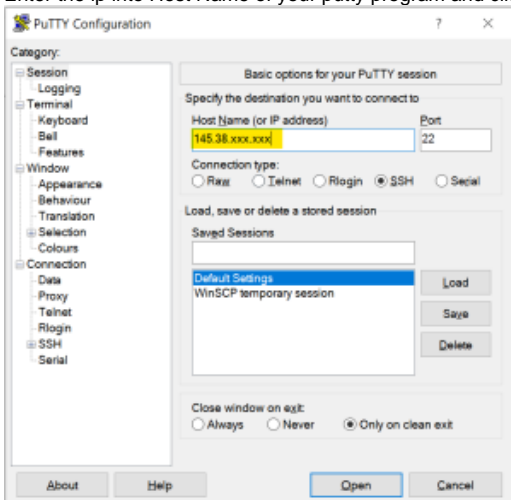 Enter the ip into Host Name of your putty program and
PuTTY Configuration ? ×
Category:
Session
Logging
Terminal
Keyboard
Bell
Features
Window
Appearance
Behaviour
Translation
Selection
Colours
Connection
Data
Proxy
Telnet
Rlogin
SSH
Serial
Basic options for your PuTTY session
Specify the destination you want to connect to
Host Name (or IP address) Port
145.38.xxx.xxx 22
Connection type:
Raw Telnet Rlogin SSH Serial
Load, save or delete a stored session
Saved Sessions
Default Settings
WinSCP temporary session
Load
Save
Delete
Close window on exit:
Always Never Only on clean exit
About Help Open Cancel